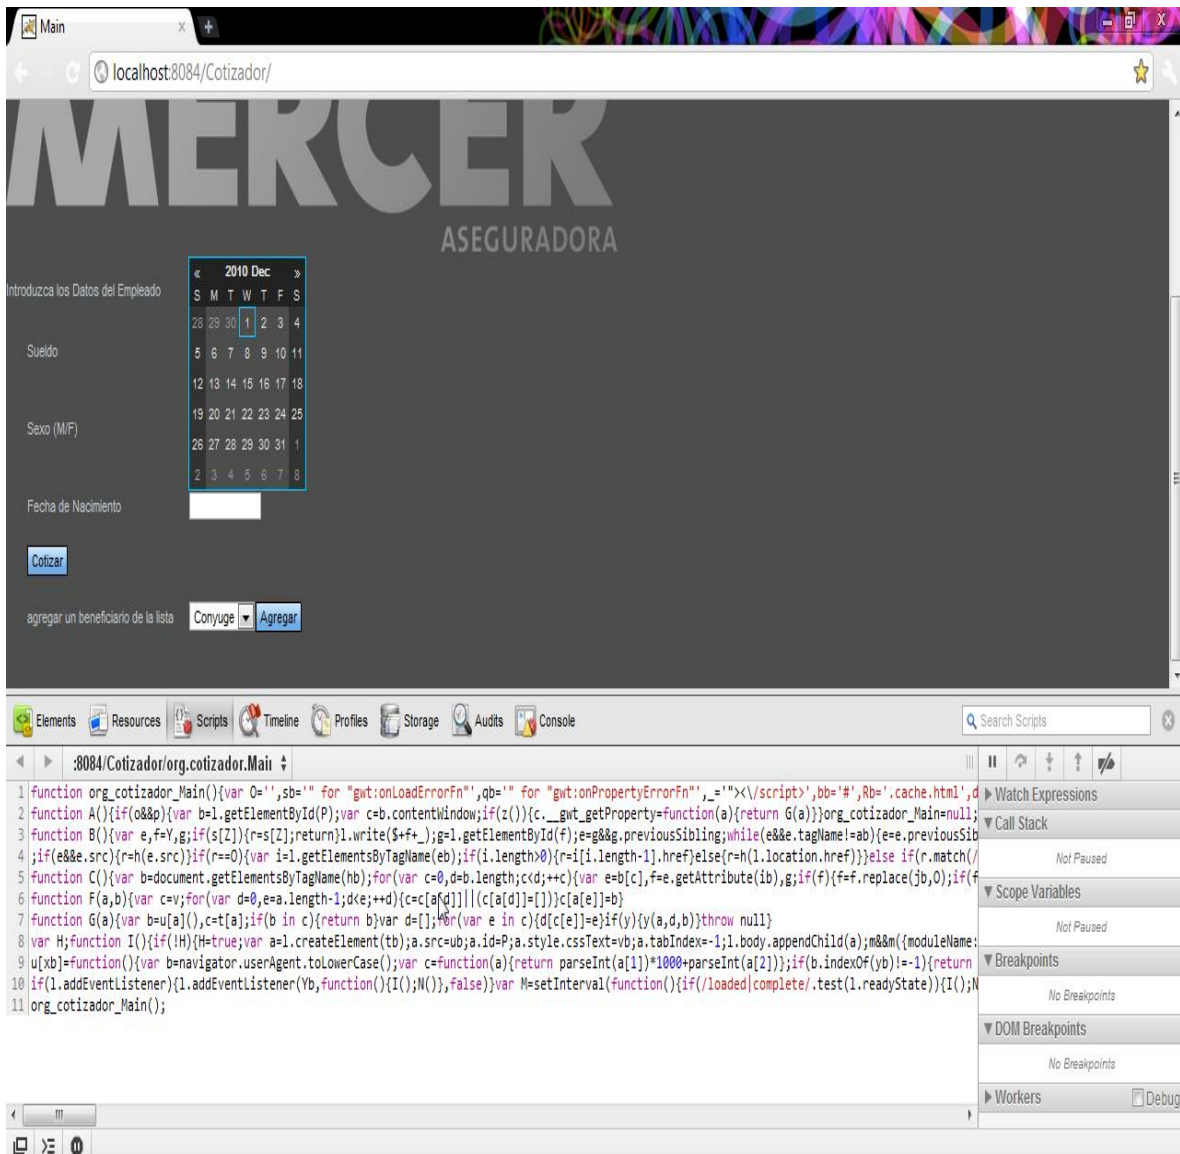 Main
localhost:8084/Cotizador/
MERCER
ASEGURADORA
« 2010 Dec »
Introduzca los Datos del Empleado
S M T W T F S
28 29 30 1 2 3 4
Sueldo
5 6 7 8 9 10 11
12 13 14 15 16 17 18
19 20 21 22 23 24 25
Sexo (M/F)
26 27 28 29 30 31 1
2 3 4 5 6 7 8
Fecha de Nacimiento
Cotizar
agregar un beneficiario de la lista Conyuge Agregar
Elements Resources Scripts Timeline Profiles Storage Audits Console Search Scripts
:8084/Cotizador/org.cotizador.Mai
1 function org_cotizador_Main(){var O='',sb='" for "gwt:onLoadErrorFn"',qb='" for "gwt:onPropertyErrorFn"',_='"><\/script>',bb='#',Rb='.cache.html',d
2 function A(){if(o&&p){var b=l.getElementById(P);var c=b.contentWindow;if(z()){c.__gwt_getProperty=function(a){return G(a)}}org_cotizador_Main=null;
3 function B(){var e,f=Y,g;if(s[Z]){r=s[Z];return}l.write($+f+_);g=l.getElementById(f);e=g&&g.previousSibling;while(e&&e.tagName!=ab){e=e.previousSib
4 ;if(e&&e.src){r=h(e.src)}if(r==O){var i=l.getElementsByTagName(eb);if(i.length>0){r=i[i.length-1].href}else{r=h(l.location.href)}}else if(r.match(/
5 function C(){var b=document.getElementsByTagName(hb);for(var c=0,d=b.length;c<d;++c){var e=b[c],f=e.getAttribute(ib),g;if(f){f=f.replace(jb,O);if(f
6 function F(a,b){var c=v;for(var d=0,e=a.length-1;d<e;++d){c=c[a[d]]||(c[a[d]]=[])}c[a[e]]=b}
7 function G(a){var b=u[a](),c=t[a];if(b in c){return b}var d=[];for(var e in c){d[c[e]]=e}if(y){y(a,d,b)}throw null}
8 var H;function I(){if(!H){H=true;var a=l.createElement(tb);a.src=ub;a.id=P;a.style.cssText=vb;a.tabIndex=-1;l.body.appendChild(a);m&&m({moduleName:
9 u[xb]=function(){var b=navigator.userAgent.toLowerCase();var c=function(a){return parseInt(a[1])*1000+parseInt(a[2])};if(b.indexOf(yb)!=-1){return
10 if(l.addEventListener){l.addEventListener(Yb,function(){I();N()},false)}var M=setInterval(function(){if(/loaded|complete/.test(l.readyState)){I();N
11 org_cotizador_Main();
Watch Expressions
Call Stack
Not Paused
Scope Variables
Not Paused
Breakpoints
No Breakpoints
DOM Breakpoints
No Breakpoints
Workers Debug